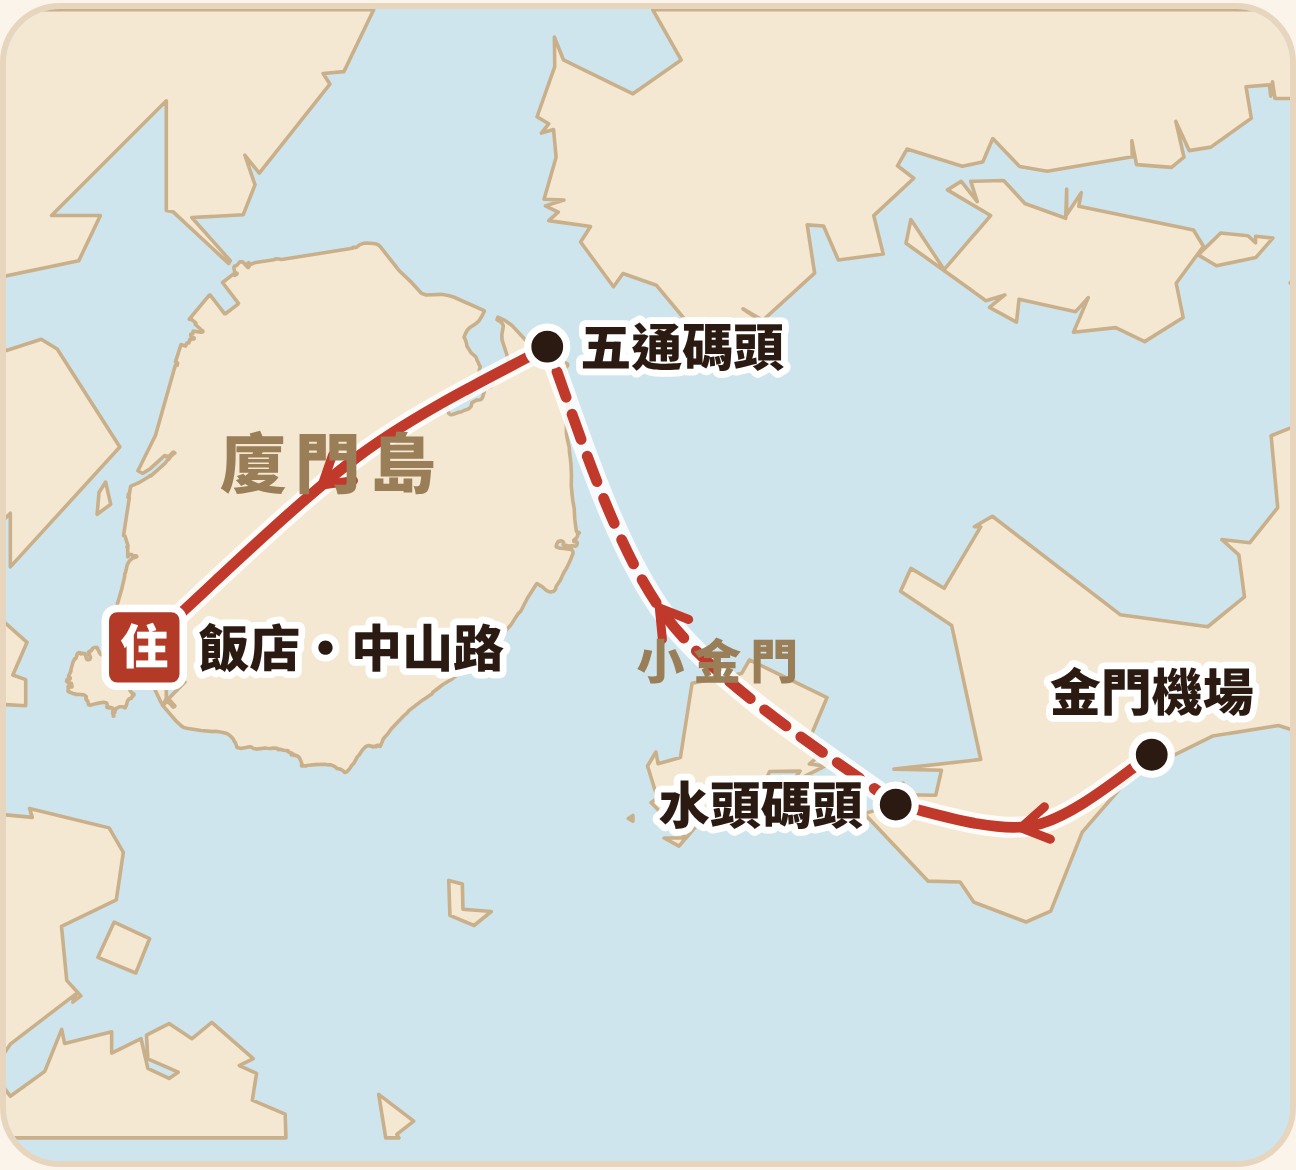 五通碼頭
廈門島
住 飯店・中山路
小金門
金門機場
水頭碼頭